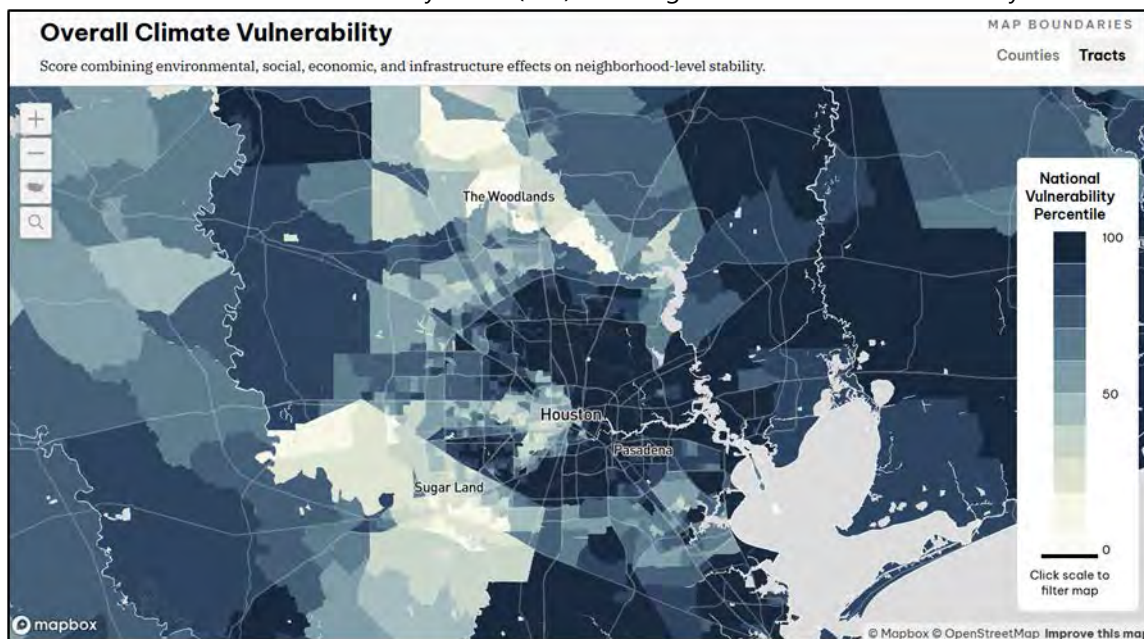 Overall Climate Vulnerability
Score combining environmental, social, economic, and infrastructure effects on neighborhood-level stability.
MAP BOUNDARIES
Counties Tracts
The Woodlands
Houston
Pasadena
Sugar Land
National
Vulnerability
Percentile
100
50
0
Click scale to
filter map
mapbox
© Mapbox © OpenStreetMap Improve this ma